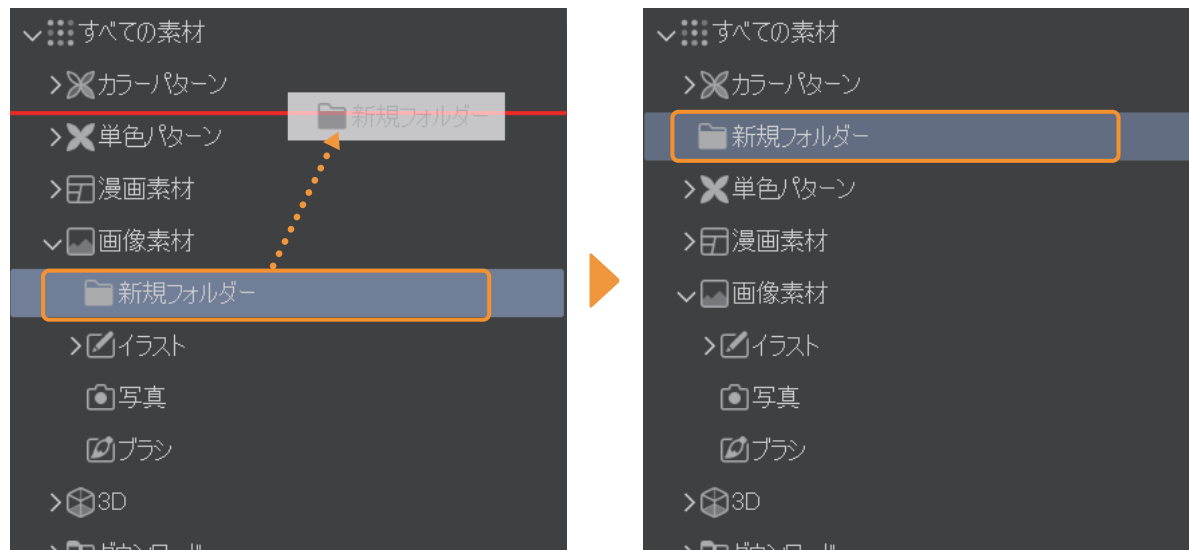 すべての素材
カラーパターン
新規フォルダー
単色パターン
漫画素材
画像素材
新規フォルダー
イラスト
写真
ブラシ
3D
すべての素材
カラーパターン
新規フォルダー
単色パターン
漫画素材
画像素材
イラスト
写真
ブラシ
3D